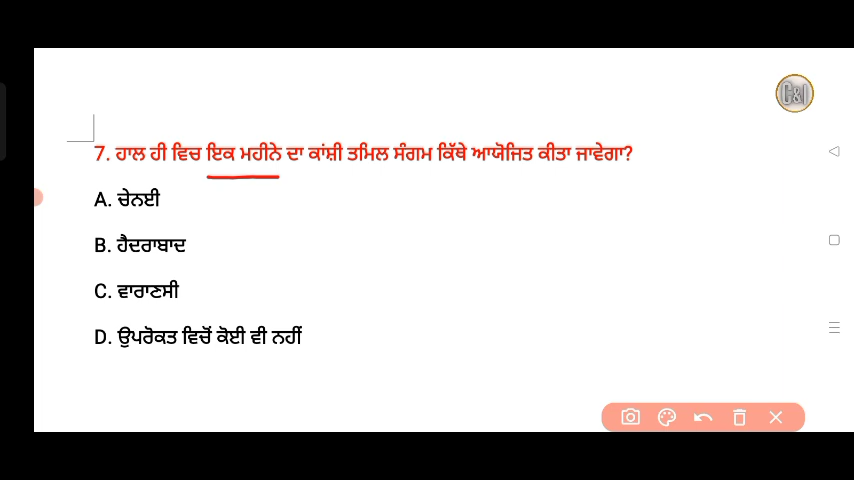 C&I
7. ਹਾਲ ਹੀ ਵਿਚ ਇਕ ਮਹੀਨੇ ਦਾ ਕਾਂਸ਼ੀ ਤਮਿਲ ਸੰਗਮ ਕਿੱਥੇ ਆਯੋਜਿਤ ਕੀਤਾ ਜਾਵੇਗਾ?
A. ਚੇਨਈ
B. ਹੈਦਰਾਬਾਦ
C. ਵਾਰਾਣਸੀ
D. ਉਪਰੋਕਤ ਵਿਚੋਂ ਕੋਈ ਵੀ ਨਹੀਂ